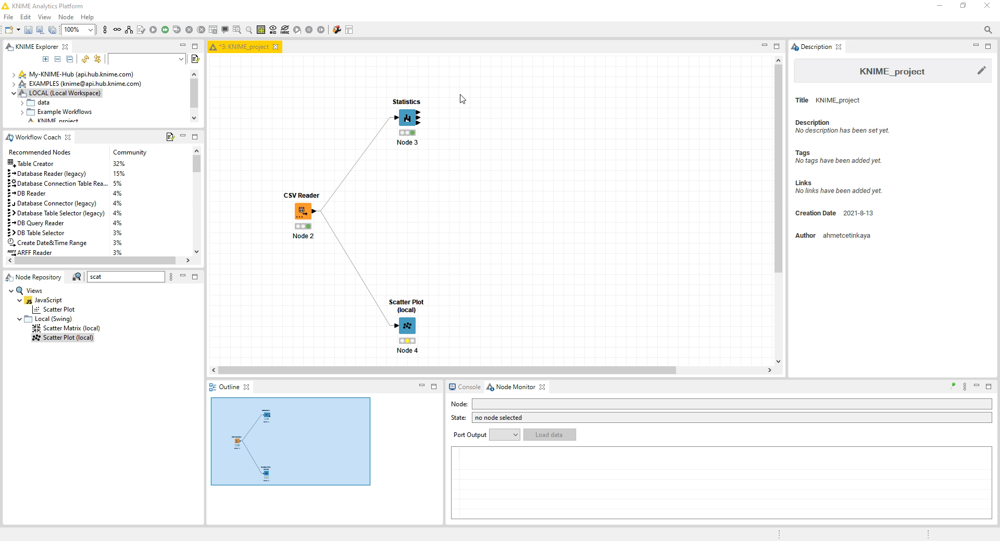 KNIME Analytics Platform
File Edit View Node Help
100%
#ID
NAME
KNIME Explorer
My-KNIME-Hub (api.hub.knime.com)
EXAMPLES (knime@api.hub.knime.com)
LOCAL (Local Workspace)
data
Example Workflows
KNIME_project
Workflow Coach
Recommended Nodes Community
Table Creator 32%
Database Reader (legacy) 15%
Database Connection Table Rea... 5%
DB Reader 4%
Database Connector (legacy) 4%
Database Table Selector (legacy) 4%
DB Query Reader 4%
DB Table Selector 3%
Create Date&Time Range 3%
ARFF ARFF Reader 3%
Node Repository scat
Views
JS JavaScript
Scatter Plot
Local (Swing)
Scatter Matrix (local)
Scatter Plot (local)
*3: KNIME_project
Statistics
Node 3
CSV Reader
Node 2
Scatter Plot
(local)
Node 4
Outline
Console Node Monitor
Node:
State: no node selected
Port Output Load data
Description
KNIME_project
Title KNIME_project
Description
No description has been set yet.
Tags
No tags have been added yet.
Links
No links have been added yet.
Creation Date 2021-8-13
Author ahmetcetinkaya